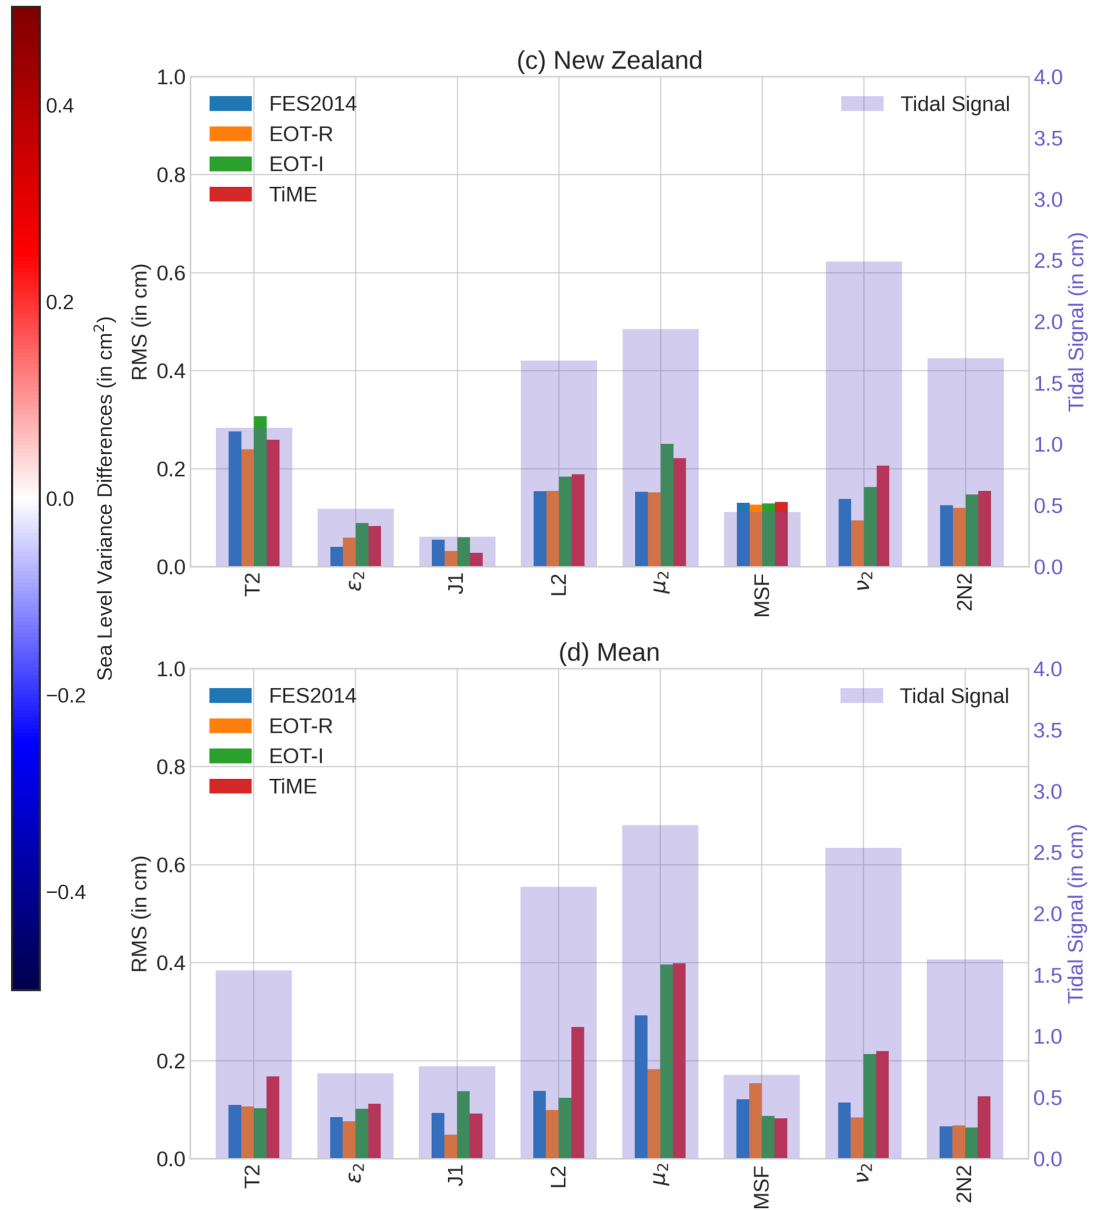 0.4
0.2
0.0
−0.2
−0.4
Sea Level Variance Differences (in cm²)
(c) New Zealand
1.0
0.8
0.6
0.4
0.2
0.0
RMS (in cm)
FES2014
EOT-R
EOT-I
TiME
Tidal Signal
4.0
3.5
3.0
2.5
2.0
1.5
1.0
0.5
0.0
Tidal Signal (in cm)
T2
ε₂
J1
L2
μ₂
MSF
ν₂
2N2
(d) Mean
1.0
0.8
0.6
0.4
0.2
0.0
RMS (in cm)
FES2014
EOT-R
EOT-I
TiME
Tidal Signal
4.0
3.5
3.0
2.5
2.0
1.5
1.0
0.5
0.0
Tidal Signal (in cm)
T2
ε₂
J1
L2
μ₂
MSF
ν₂
2N2